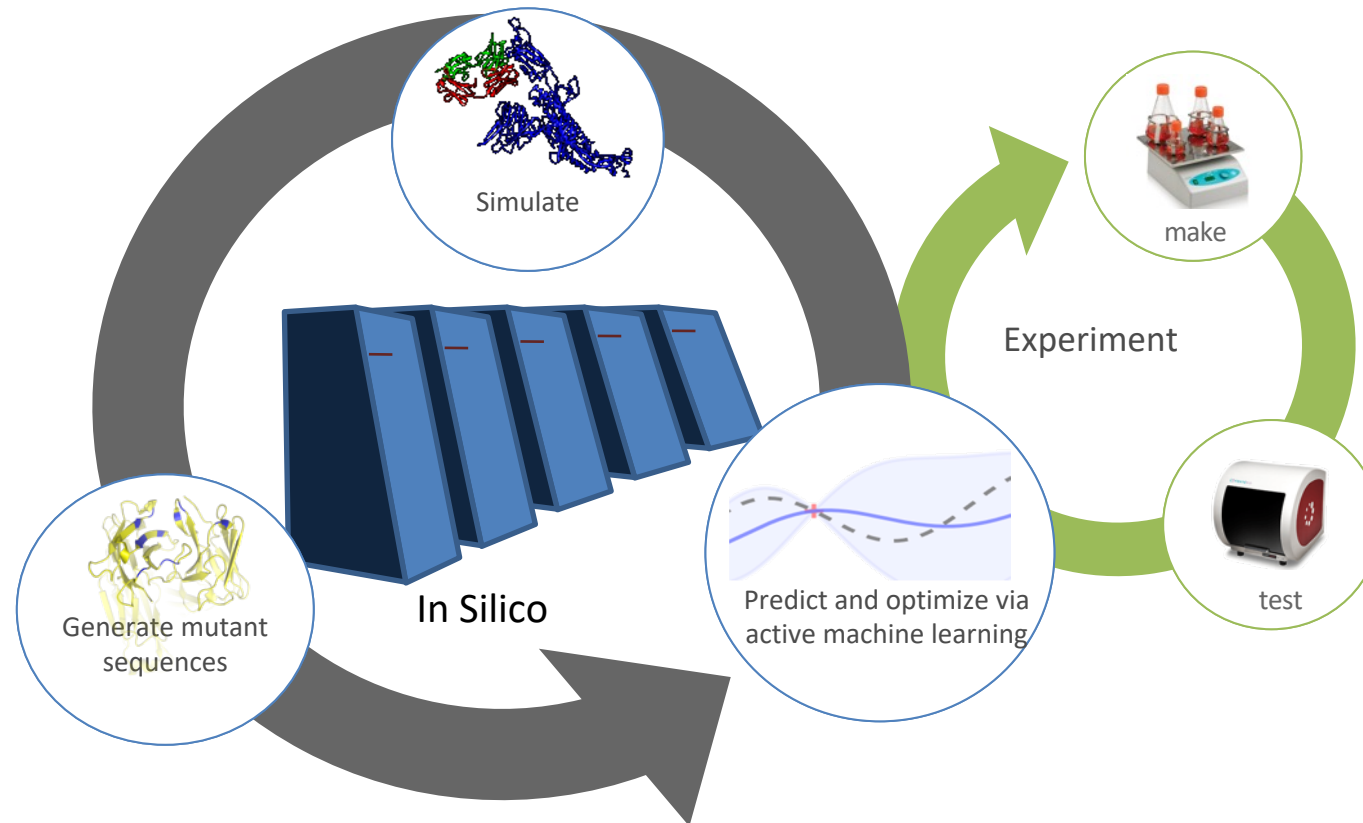 Simulate
make
Experiment
In Silico
Predict and optimize via
active machine learning
test
Generate mutant
sequences